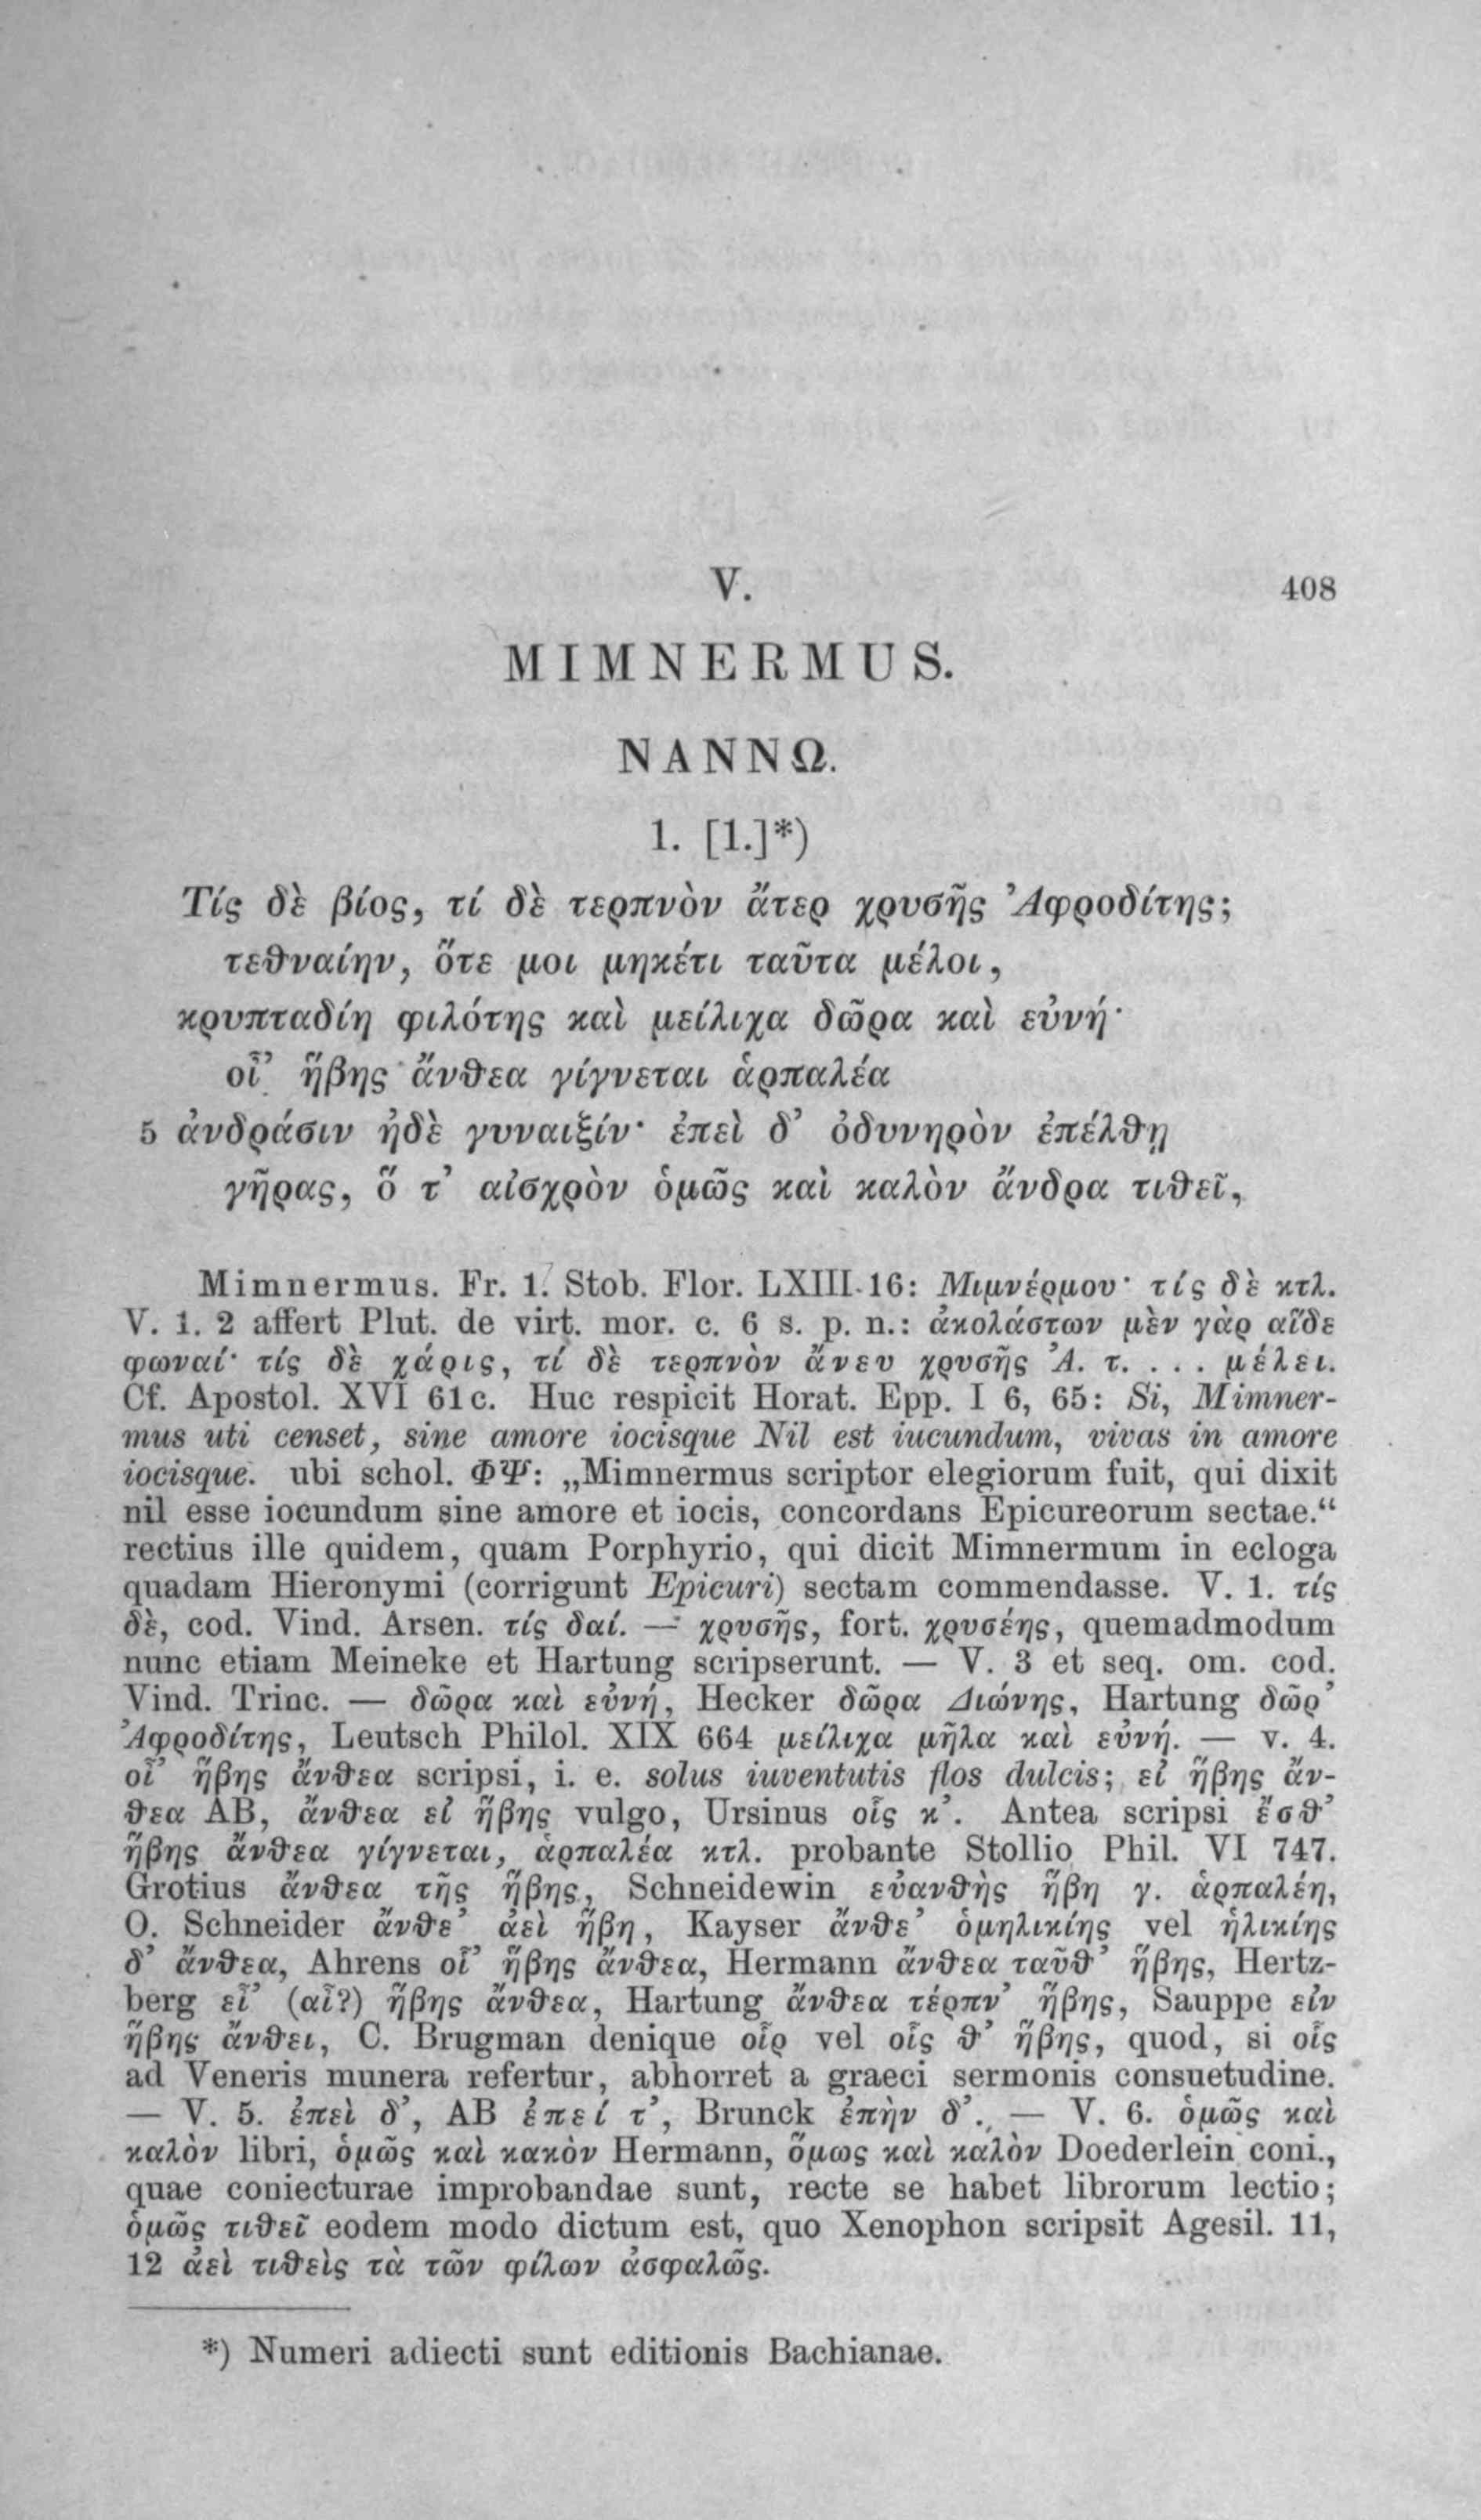 V. 408
MIMNERMUS.
ΝΑΝΝΩ.
1. [1.]*)
Τίς δὲ βίος, τί δὲ τερπνὸν ἄτερ χρυσῆς Ἀφροδίτης;
τεθναίην, ὅτε μοι μηκέτι ταῦτα μέλοι,
κρυπταδίη φιλότης καὶ μείλιχα δῶρα καὶ εὐνή·
οἶ’ ἥβης ἄνθεα γίγνεται ἁρπαλέα
5 ἀνδράσιν ἠδὲ γυναιξίν· ἐπεὶ δ’ ὀδυνηρὸν ἐπέλθῃ
γῆρας, ὅ τ’ αἰσχρὸν ὁμῶς καὶ καλὸν ἄνδρα τιθεῖ,
Mimnermus. Fr. 1. Stob. Flor. LXIII 16: Μιμνέρμου· τίς δὲ κτλ.
V. 1. 2 affert Plut. de virt. mor. c. 6 s. p. n.: ἀκολάστων μὲν γὰρ αἵδε
φωναί· τίς δὲ χάρις, τί δὲ τερπνὸν ἄνευ χρυσῆς Ἀ. τ. . . . μέλει.
Cf. Apostol. XVI 61 c. Huc respicit Horat. Epp. I 6, 65: Si, Mimner-
mus uti censet, sine amore iocisque Nil est iucundum, vivas in amore
iocisque. ubi schol. ΦΨ: „Mimnermus scriptor elegiorum fuit, qui dixit
nil esse iocundum sine amore et iocis, concordans Epicureorum sectae.“
rectius ille quidem, quam Porphyrio, qui dicit Mimnermum in ecloga
quadam Hieronymi (corrigunt Epicuri) sectam commendasse. V. 1. τίς
δὲ, cod. Vind. Arsen. τίς δαί. — χρυσῆς, fort. χρυσέης, quemadmodum
nunc etiam Meineke et Hartung scripserunt. — V. 3 et seq. om. cod.
Vind. Trinc. — δῶρα καὶ εὐνή, Hecker δῶρα Διώνης, Hartung δῶρ’
Ἀφροδίτης, Leutsch Philol. XIX 664 μείλιχα μῆλα καὶ εὐνή. — v. 4.
οἶ’ ἥβης ἄνθεα scripsi, i. e. solus iuventutis flos dulcis; εἰ ἥβης ἄν-
θεα AB, ἄνθεα εἰ ἥβης vulgo, Ursinus οἷς κ’. Antea scripsi ἔσθ’
ἥβης ἄνθεα γίγνεται, ἁρπαλέα κτλ. probante Stollio Phil. VI 747.
Grotius ἄνθεα τῆς ἥβης, Schneidewin εὐανθὴς ἥβη γ. ἁρπαλέη,
O. Schneider ἄνθε’ ἀεὶ ἥβη, Kayser ἄνθε’ ὁμηλικίης vel ἡλικίης
δ’ ἄνθεα, Ahrens οἷ’ ἥβης ἄνθεα, Hermann ἄνθεα ταῦθ’ ἥβης, Hertz-
berg εἶ’ (αἶ?) ἥβης ἄνθεα, Hartung ἄνθεα τέρπν’ ἥβης, Sauppe εἰν
ἥβης ἄνθει, C. Brugman denique οἷρ vel οἷς θ’ ἥβης, quod, si οἷς
ad Veneris munera refertur, abhorret a graeci sermonis consuetudine.
— V. 5. ἐπεὶ δ’, AB ἐπεί τ’, Brunck ἐπὴν δ’. — V. 6. ὁμῶς καὶ
καλὸν libri, ὁμῶς καὶ κακὸν Hermann, ὅμως καὶ καλὸν Doederlein coni.,
quae coniecturae improbandae sunt, recte se habet librorum lectio;
ὁμῶς τιθεῖ eodem modo dictum est, quo Xenophon scripsit Agesil. 11,
12 ἀεὶ τιθεὶς τὰ τῶν φίλων ἀσφαλῶς.
*) Numeri adiecti sunt editionis Bachianae.